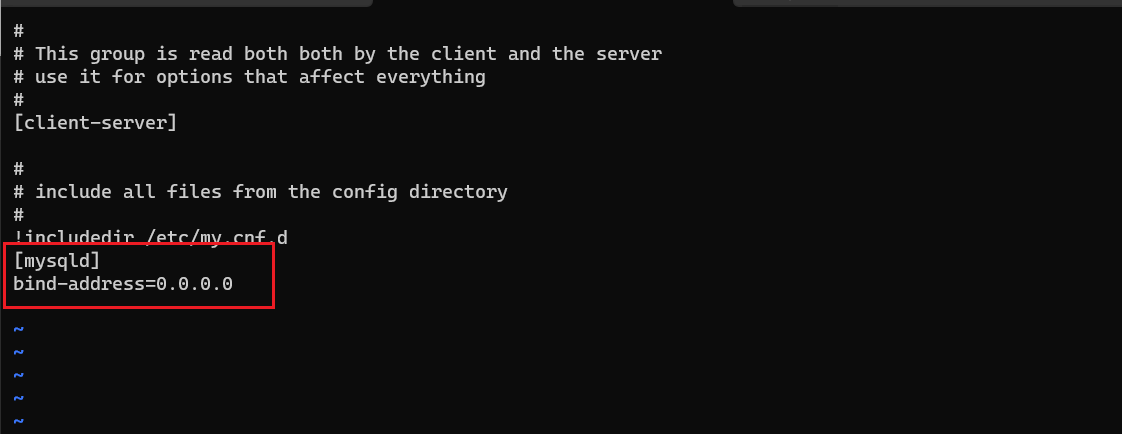 #
# This group is read both both by the client and the server
# use it for options that affect everything
#
[client-server]
#
# include all files from the config directory
#
!includedir /etc/my.cnf.d
[mysqld]
bind-address=0.0.0.0
~
~
~
~
~